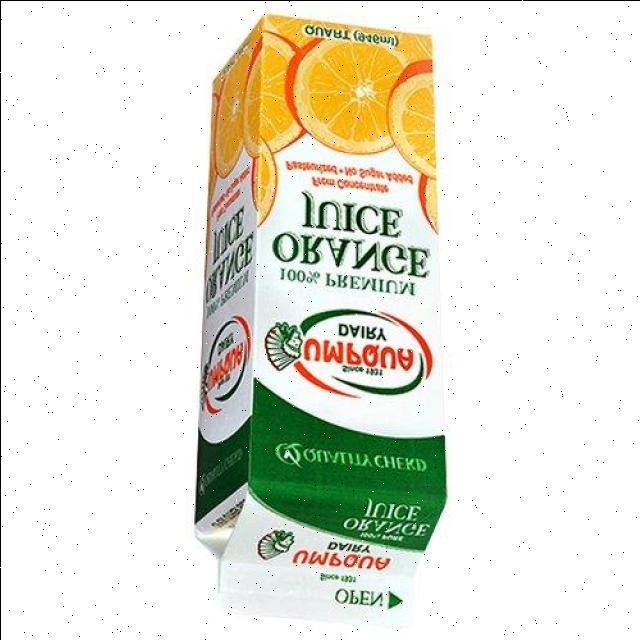 OPEN
Since 1931
UMPQUA
DAIRY
100% PURE
ORANGE
JUICE
QUALITY CHEKD
Since 1931
UMPQUA
DAIRY
100% PREMIUM
ORANGE
JUICE
From Concentrate
Pasteurized • No Sugar Added
QUART (946ml)
QUALITY CHEKD
UMPQUA
DAIRY
100% PREMIUM
ORANGE
JUICE